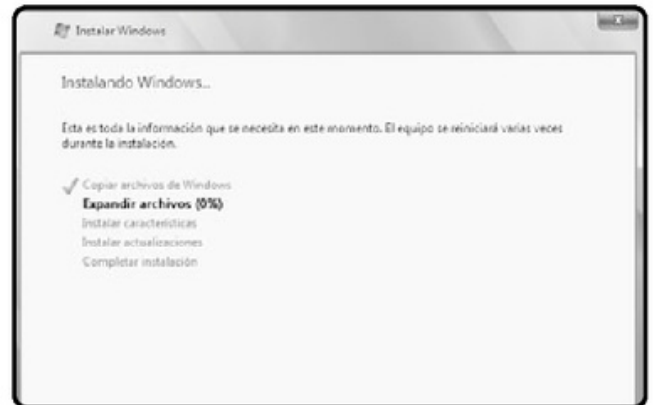 Instalar Windows
Instalando Windows...
Esta es toda la información que se necesita en este momento. El equipo se reiniciará varias veces
durante la instalación.
Copiar archivos de Windows
Expandir archivos (0%)
Instalar características
Instalar actualizaciones
Completar instalación